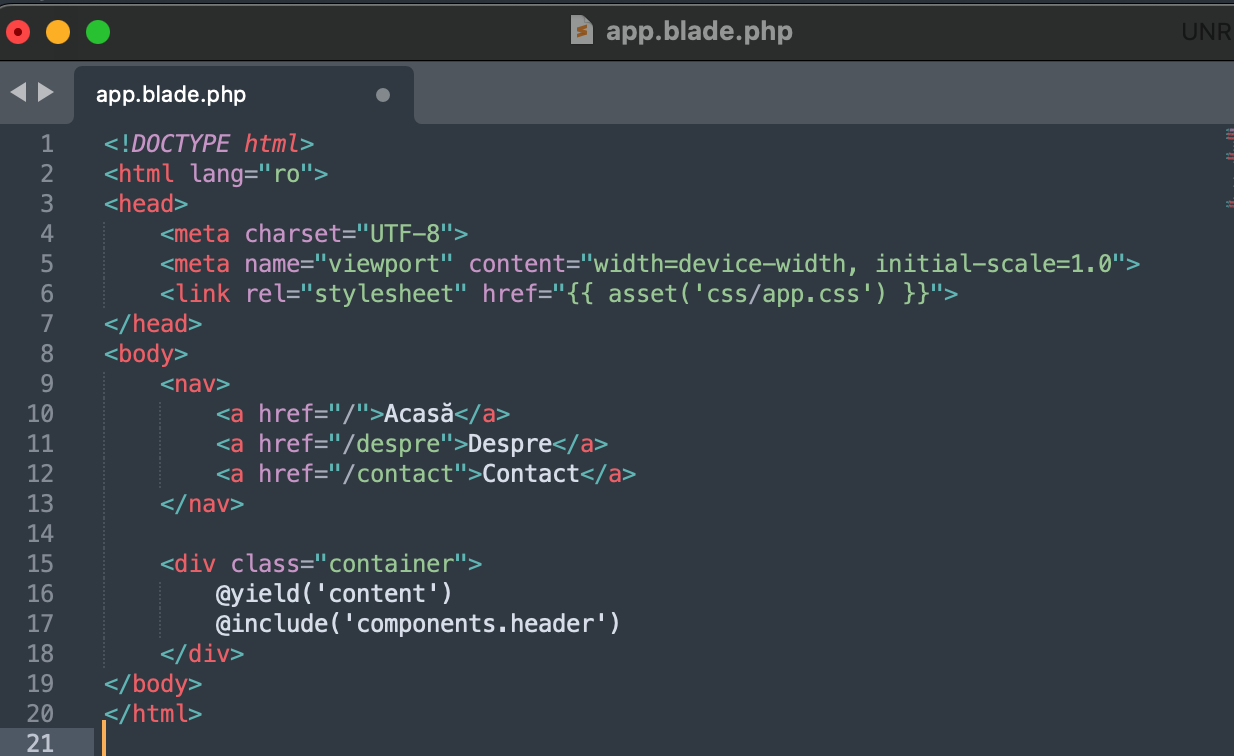 app.blade.php
UNR
app.blade.php
1 <!DOCTYPE html>
2 <html lang="ro">
3 <head>
4     <meta charset="UTF-8">
5     <meta name="viewport" content="width=device-width, initial-scale=1.0">
6     <link rel="stylesheet" href="{{ asset('css/app.css') }}">
7 </head>
8 <body>
9     <nav>
10         <a href="/">Acasă</a>
11         <a href="/despre">Despre</a>
12         <a href="/contact">Contact</a>
13     </nav>
14
15     <div class="container">
16         @yield('content')
17         @include('components.header')
18     </div>
19 </body>
20 </html>
21